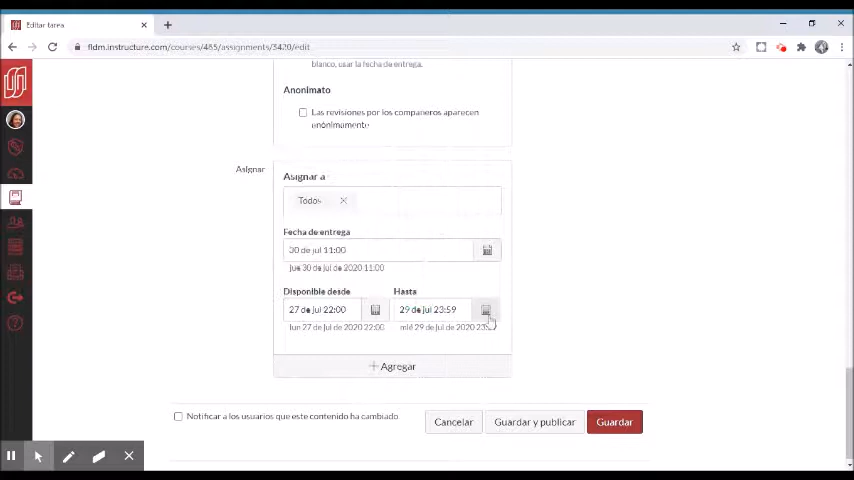 Editar tarea
fldm.instructure.com/courses/485/assignments/3420/edit
blanco, usar la fecha de entrega.
Anonimato
Las revisiones por los compañeros aparecen
anónimamente
Asignar
Asignar a
Todos
Fecha de entrega
30 de jul 11:00
jue 30 de jul de 2020 11:00
Disponible desde Hasta
27 de jul 22:00 29 de jul 23:59
lun 27 de jul de 2020 22:00 mié 29 de jul de 2020
Agregar
Notificar a los usuarios que este contenido ha cambiado
Cancelar Guardar y publicar Guardar